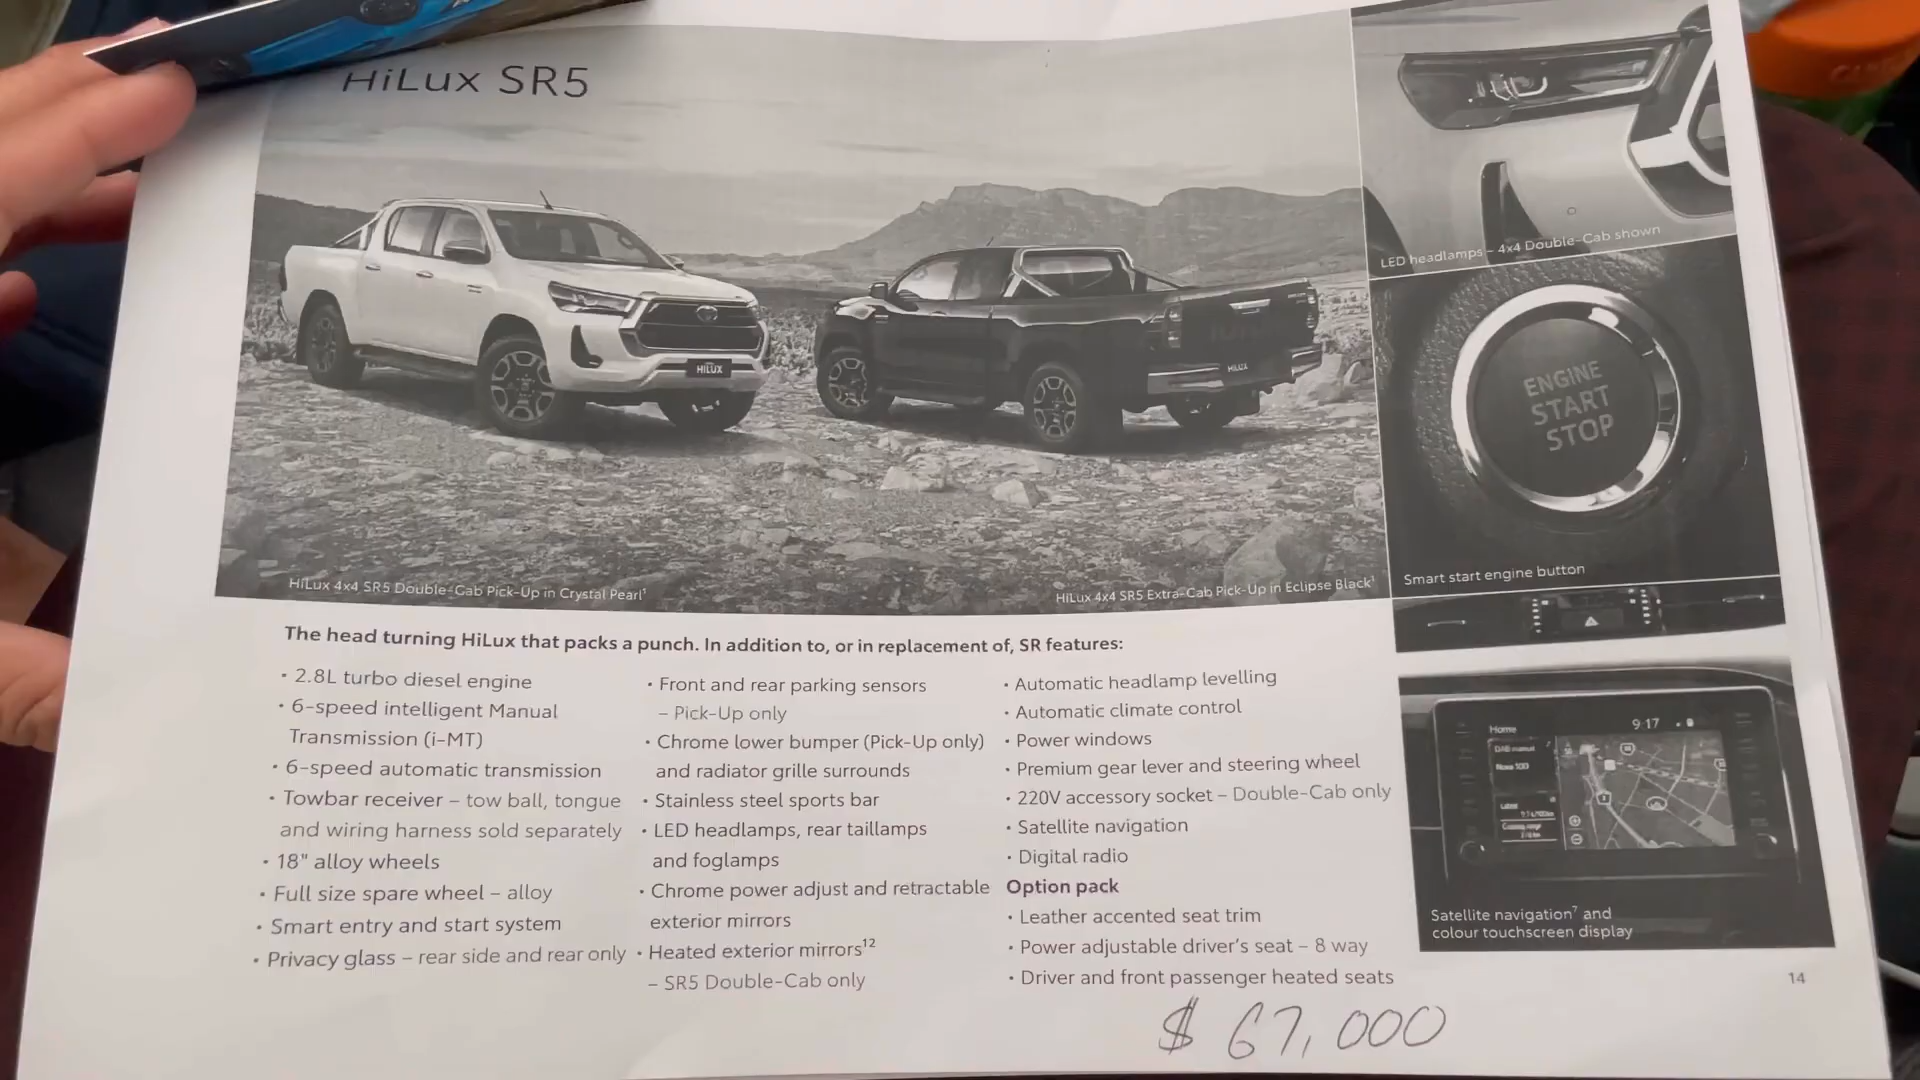 HiLux SR5
HILUX
HILUX
HiLux 4x4 SR5 Double-Cab Pick-Up in Crystal Pearl¹
HiLux 4x4 SR5 Extra-Cab Pick-Up in Eclipse Black¹
LED headlamps – 4x4 Double-Cab shown
ENGINE
START
STOP
Smart start engine button
The head turning HiLux that packs a punch. In addition to, or in replacement of, SR features:
· 2.8L turbo diesel engine
· 6-speed intelligent Manual
Transmission (i-MT)
· 6-speed automatic transmission
· Towbar receiver – tow ball, tongue
and wiring harness sold separately
· 18" alloy wheels
· Full size spare wheel – alloy
· Smart entry and start system
· Privacy glass – rear side and rear only
· Front and rear parking sensors
– Pick-Up only
· Chrome lower bumper (Pick-Up only)
and radiator grille surrounds
· Stainless steel sports bar
· LED headlamps, rear taillamps
and foglamps
· Chrome power adjust and retractable
exterior mirrors
· Heated exterior mirrors¹²
– SR5 Double-Cab only
· Automatic headlamp levelling
· Automatic climate control
· Power windows
· Premium gear lever and steering wheel
· 220V accessory socket – Double-Cab only
· Satellite navigation
· Digital radio
Option pack
· Leather accented seat trim
· Power adjustable driver's seat – 8 way
· Driver and front passenger heated seats
$ 67,000
Home
9:17
Satellite navigation⁷ and
colour touchscreen display
14